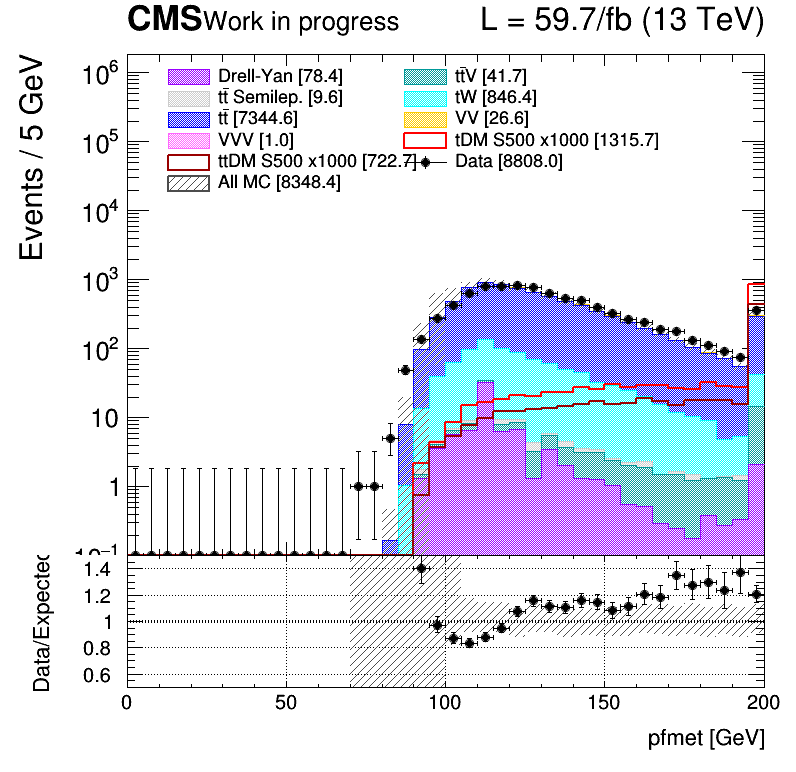 CMS Work in progress L = 59.7/fb (13 TeV)
Events / 5 GeV
10⁶
10⁵
10⁴
10³
10²
10
1
10⁻¹
Drell-Yan [78.4] tt̄V [41.7]
tt̄ Semilep. [9.6] tW [846.4]
tt̄ [7344.6] VV [26.6]
VVV [1.0] tDM S500 x1000 [1315.7]
ttDM S500 x1000 [722.7] Data [8808.0]
All MC [8348.4]
Data/Expected
1.4
1.2
1
0.8
0.6
0 50 100 150 200
pfmet [GeV]